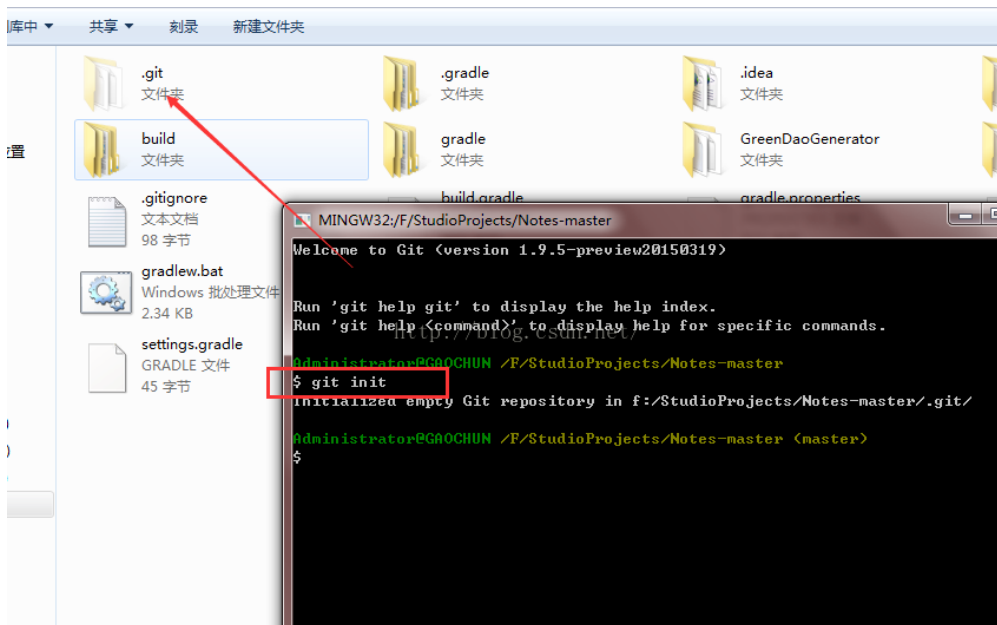 共享
刻录
新建文件夹
.git
文件夹
.gradle
文件夹
.idea
文件夹
build
文件夹
gradle
文件夹
GreenDaoGenerator
文件夹
.gitignore
文本文档
98 字节
build.gradle
gradle.properties
gradlew.bat
Windows 批处理文件
2.34 KB
settings.gradle
GRADLE 文件
45 字节
MINGW32:/F/StudioProjects/Notes-master
Welcome to Git (version 1.9.5-preview20150319)
Run 'git help git' to display the help index.
Run 'git help <command>' to display help for specific commands.
http://blog.csdn.net/
Administrator@GAOCHUN /F/StudioProjects/Notes-master
$ git init
Initialized empty Git repository in f:/StudioProjects/Notes-master/.git/
Administrator@GAOCHUN /F/StudioProjects/Notes-master (master)
$